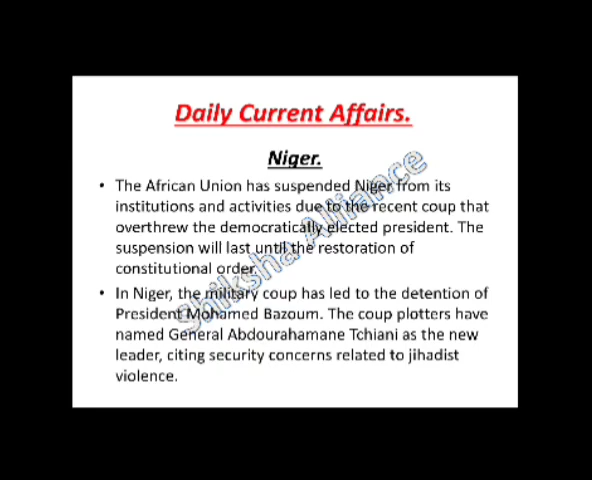 Daily Current Affairs.
Niger.
• The African Union has suspended Niger from its
institutions and activities due to the recent coup that
overthrew the democratically elected president. The
suspension will last until the restoration of
constitutional order.
• In Niger, the military coup has led to the detention of
President Mohamed Bazoum. The coup plotters have
named General Abdourahamane Tchiani as the new
leader, citing security concerns related to jihadist
violence.
Shiksha Alliance